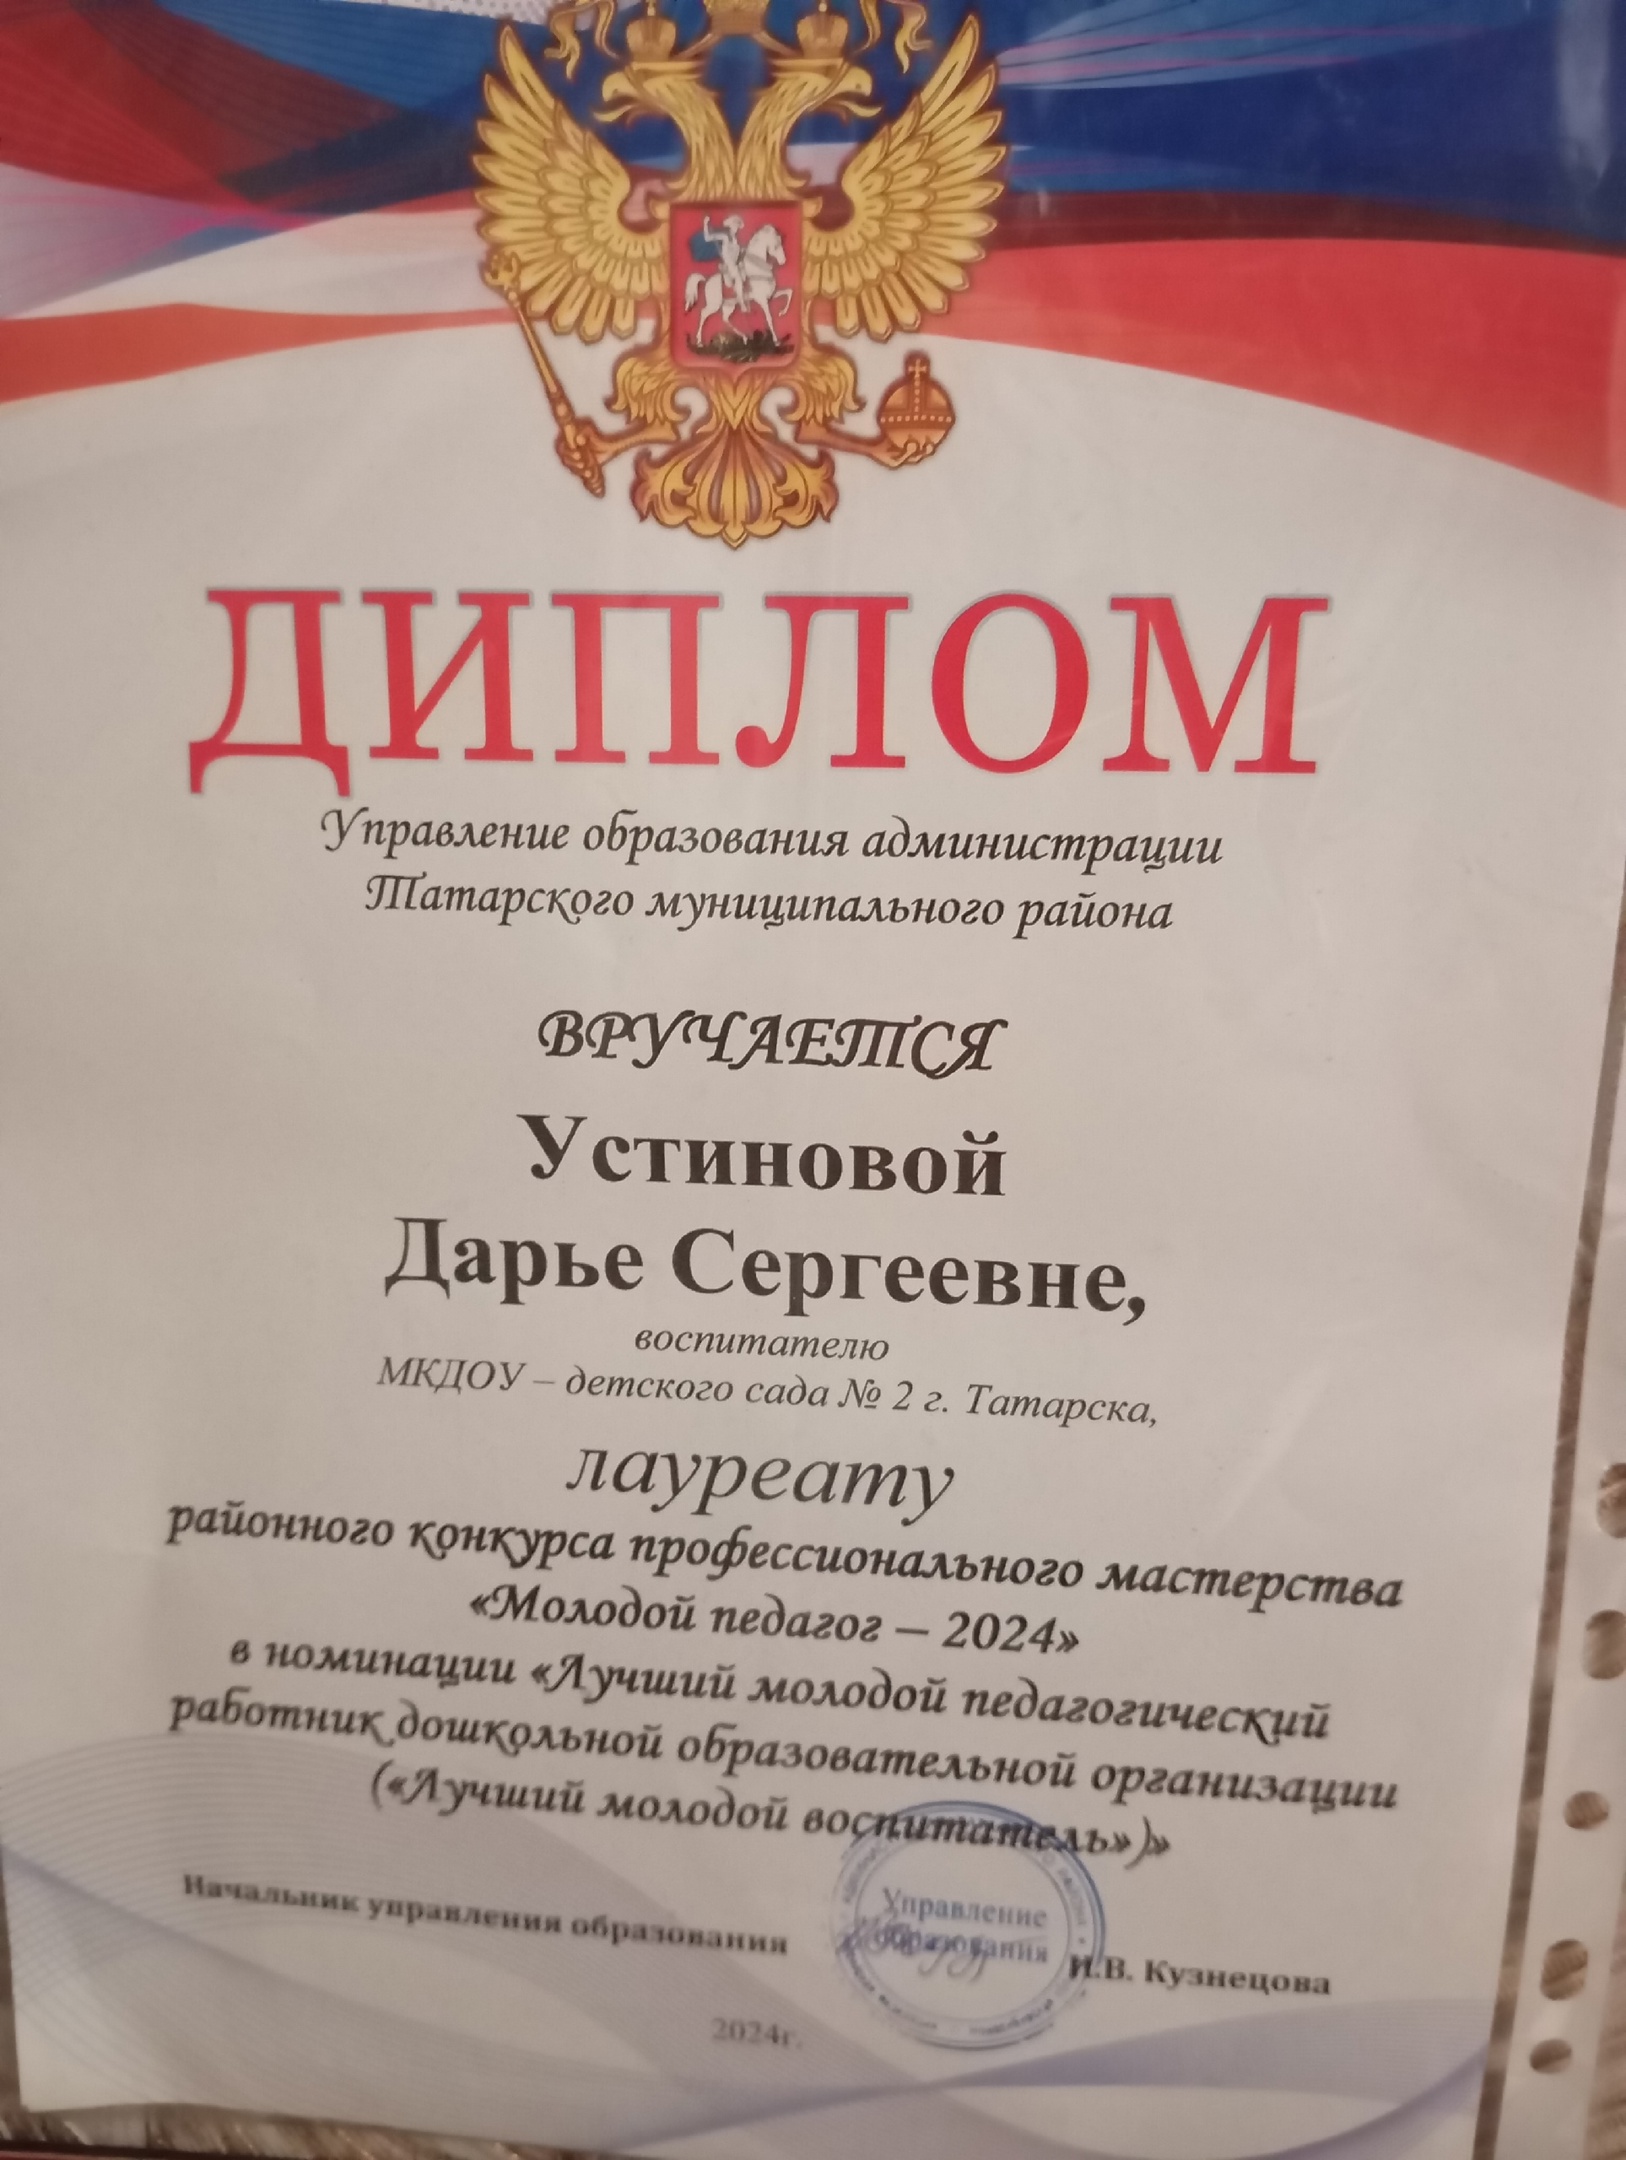 ДИПЛОМ
Управление образования администрации
Татарского муниципального района
ВРУЧАЕТСЯ
Устиновой
Дарье Сергеевне,
воспитателю
МКДОУ – детского сада № 2 г. Татарска,
лауреату
районного конкурса профессионального мастерства
«Молодой педагог – 2024»
в номинации «Лучший молодой педагогический
работник дошкольной образовательной организации
(«Лучший молодой воспитатель»)»
Начальник управления образования
Управление
образования
И.В. Кузнецова
2024г.